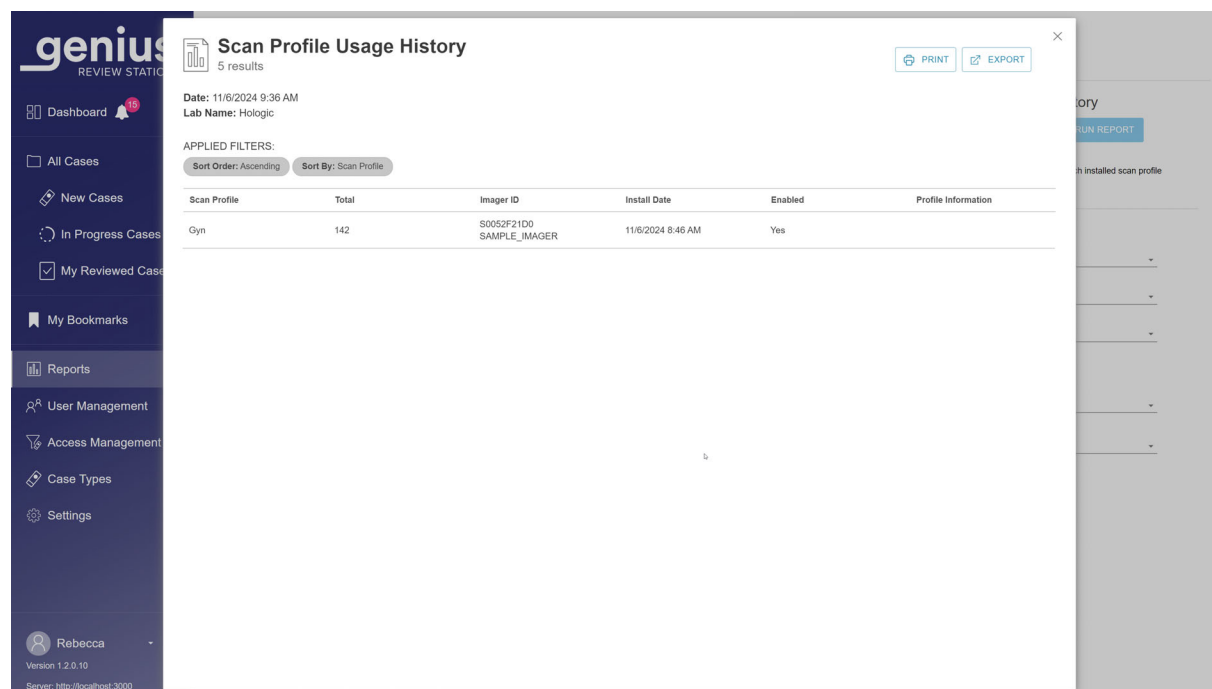 genius
REVIEW STATIO
Dashboard 15
All Cases
New Cases
In Progress Cases
My Reviewed Case
My Bookmarks
Reports
User Management
Access Management
Case Types
Settings
Rebecca
Version 1.2.0.10
Server: http://localhost:3000
Scan Profile Usage History
5 results
PRINT EXPORT
Date: 11/6/2024 9:36 AM
Lab Name: Hologic
APPLIED FILTERS:
Sort Order: Ascending Sort By: Scan Profile
Scan Profile Total Imager ID Install Date Enabled Profile Information
Gyn 142 S0052F21D0 11/6/2024 8:46 AM Yes
SAMPLE_IMAGER
tory
RUN REPORT
h installed scan profile